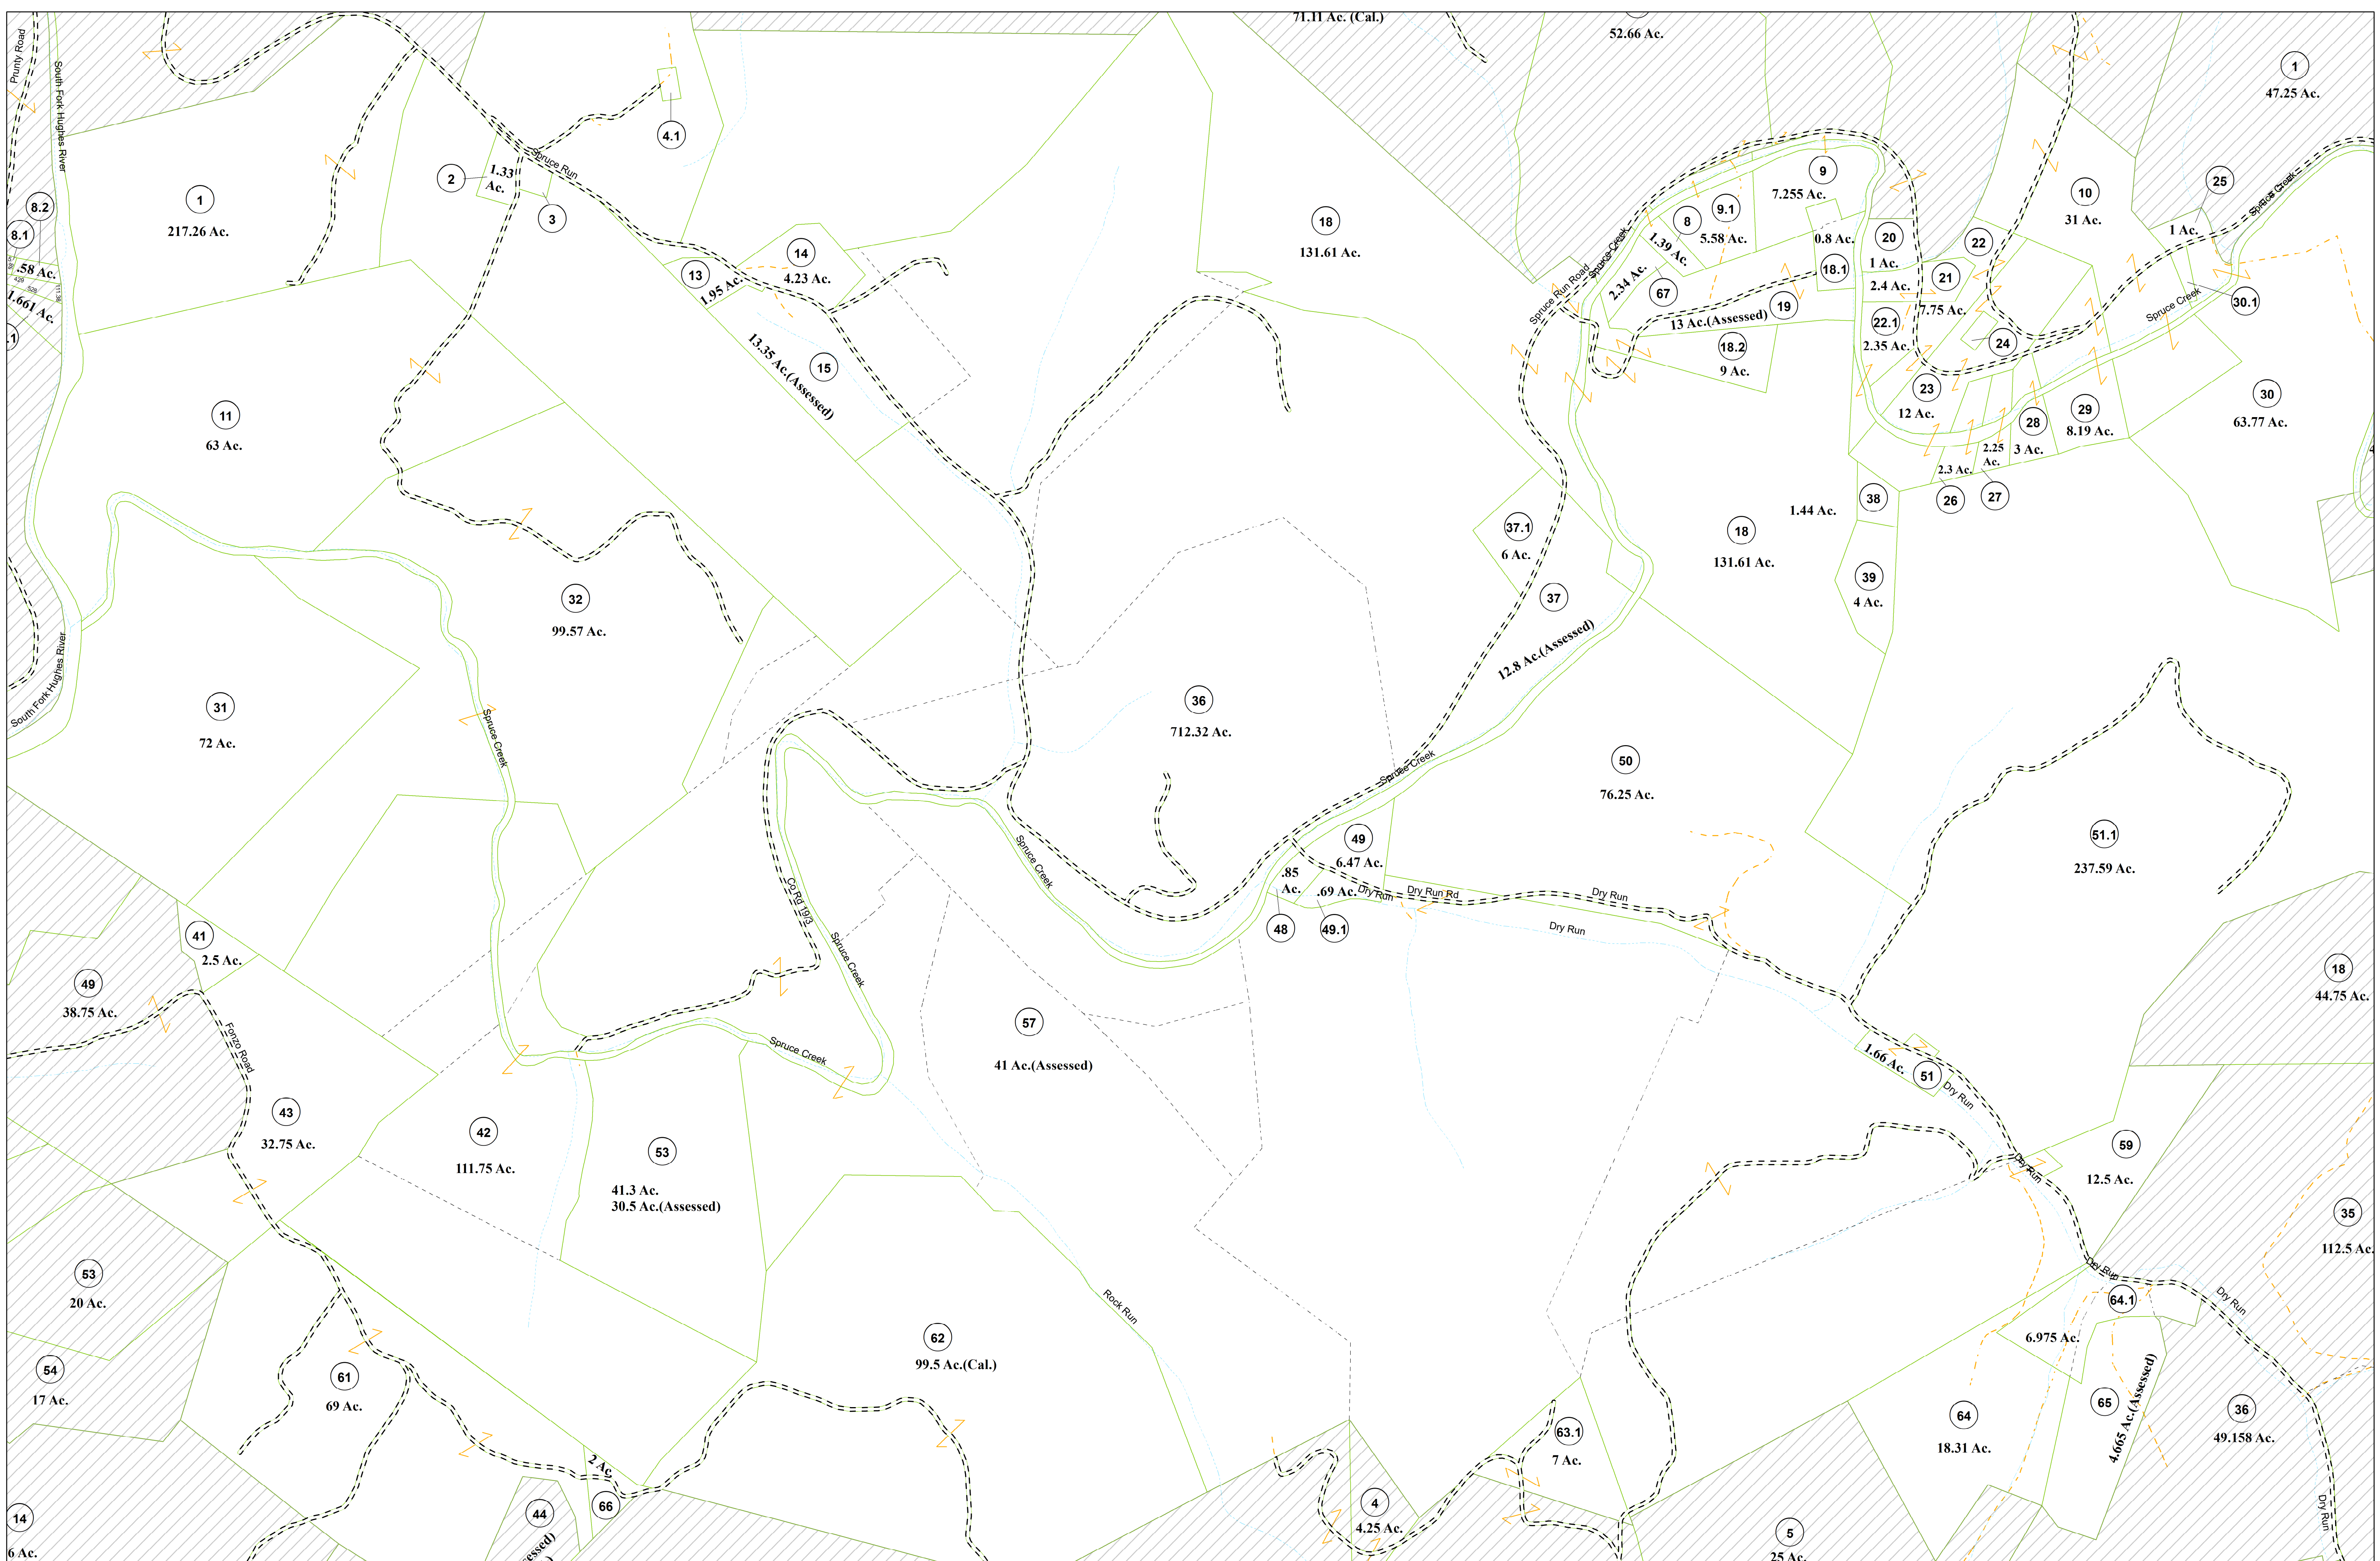 71.11 Ac. (Cal.)
52.66 Ac.
Prunty Road
South Fork Hughes River
1
47.25 Ac.
4.1
Spruce Run
2
1.33
Ac.
3
1
217.26 Ac.
8.2
8.1
.58 Ac.
429
528
111.36
1.661 Ac.
.1
14
4.23 Ac.
13
1.95 Ac.
13.35 Ac.(Assessed)
15
18
131.61 Ac.
9
7.255 Ac.
9.1
5.58 Ac.
8
1.39 Ac.
67
2.34 Ac.
Spruce Creek
Spruce Run Road
0.8 Ac.
18.1
19
13 Ac.(Assessed)
18.2
9 Ac.
20
1 Ac.
2.4 Ac.
21
22
7.75 Ac.
22.1
2.35 Ac.
10
31 Ac.
25
1 Ac.
Spruce Creek
30.1
Spruce Creek
24
23
12 Ac.
28
3 Ac.
29
8.19 Ac.
30
63.77 Ac.
2.25
Ac.
2.3 Ac.
26
27
4
11
63 Ac.
32
99.57 Ac.
37.1
6 Ac.
37
12.8 Ac.(Assessed)
1.44 Ac.
38
18
131.61 Ac.
39
4 Ac.
South Fork Hughes River
31
72 Ac.
Spruce Creek
36
712.32 Ac.
Spruce Creek
50
76.25 Ac.
51.1
237.59 Ac.
49
6.47 Ac.
.85
Ac.
.69 Ac.
Dry Run
Dry Run Rd
Dry Run
Dry Run
48
49.1
Spruce Creek
Co Rd 19/3
Spruce Creek
41
2.5 Ac.
49
38.75 Ac.
Fonzo Road
18
44.75 Ac.
57
41 Ac.(Assessed)
Spruce Creek
1.66 Ac.
51
Dry Run
43
32.75 Ac.
42
111.75 Ac.
53
41.3 Ac.
30.5 Ac.(Assessed)
59
12.5 Ac.
Dry Run
35
112.5 Ac.
53
20 Ac.
Rock Run
Dry Run
64.1
Dry Run
6.975 Ac.
62
99.5 Ac.(Cal.)
54
17 Ac.
61
69 Ac.
65
4.665 Ac.(Assessed)
36
49.158 Ac.
64
18.31 Ac.
63.1
7 Ac.
2 Ac.
66
44
essed)
4
4.25 Ac.
5
25 Ac.
14
6 Ac.
Dry Run